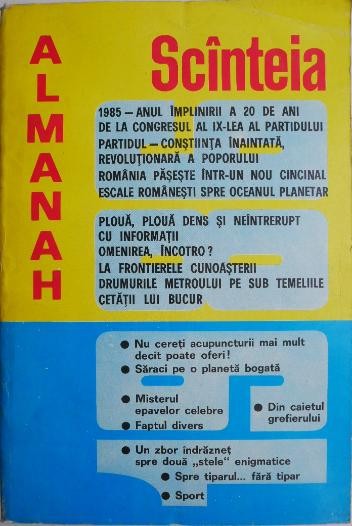 ALMANAH
Scînteia
1985 – ANUL ÎMPLINIRII A 20 DE ANI
DE LA CONGRESUL AL IX-LEA AL PARTIDULUI
PARTIDUL – CONȘTIINȚA ÎNAINTATĂ,
REVOLUȚIONARĂ A POPORULUI
ROMÂNIA PĂȘEȘTE ÎNTR-UN NOU CINCINAL
ESCALE ROMÂNEȘTI SPRE OCEANUL PLANETAR
PLOUĂ, PLOUĂ DENS ȘI NEÎNTRERUPT
CU INFORMAȚII
OMENIREA, ÎNCOTRO?
LA FRONTIERELE CUNOAȘTERII
DRUMURILE METROULUI PE SUB TEMELIILE
CETĂȚII LUI BUCUR
● Nu cereți acupuncturii mai mult
decît poate oferi!
● Săraci pe o planetă bogată
● Misterul
epavelor celebre
● Faptul divers
● Din caietul
grefierului
● Un zbor îndrăzneț
spre două „stele" enigmatice
● Spre tiparul... fără tipar
● Sport